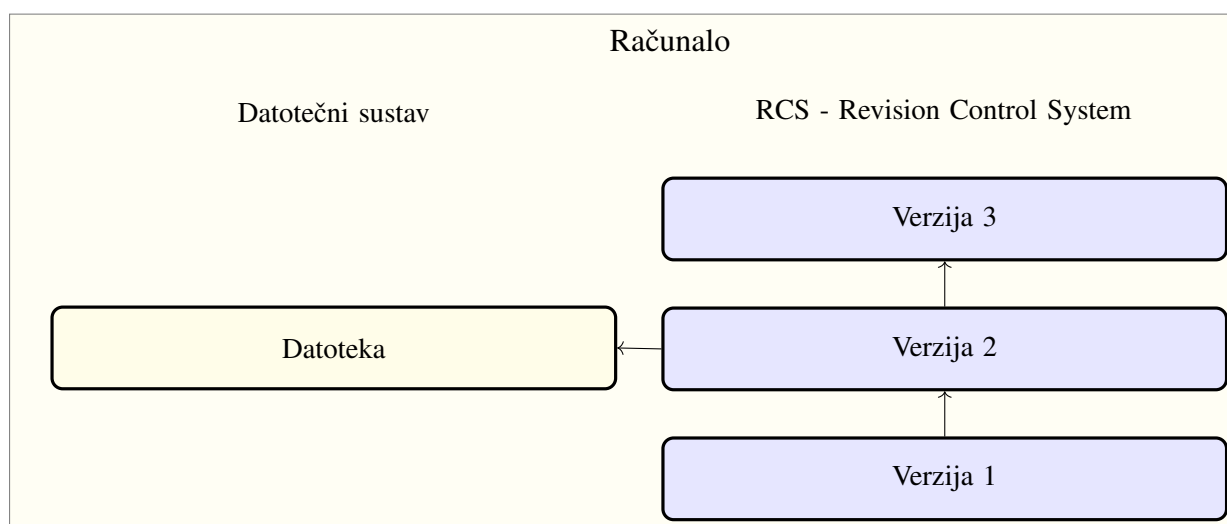 Računalo
Datotečni sustav
RCS - Revision Control System
Verzija 3
Datoteka
Verzija 2
Verzija 1